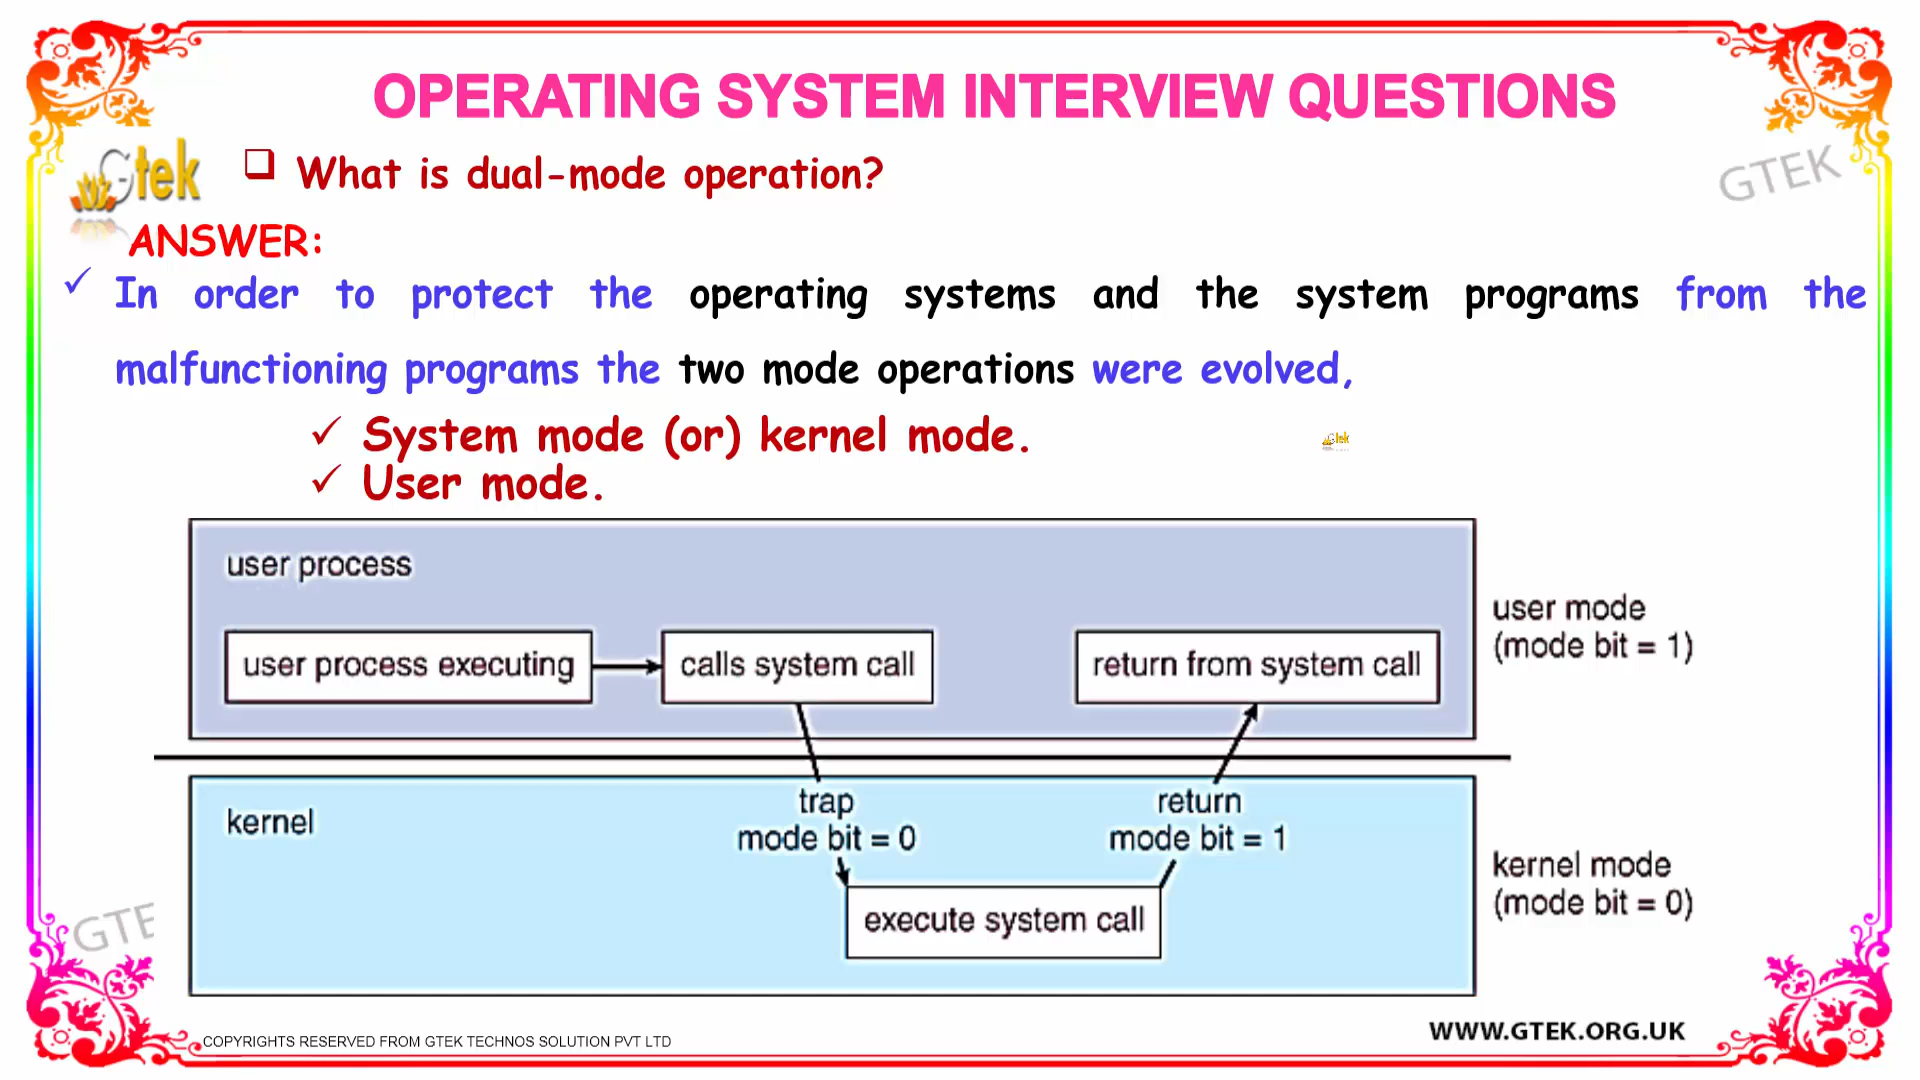 OPERATING SYSTEM INTERVIEW QUESTIONS
Gtek
What is dual-mode operation?
GTEK
ANSWER:
In order to protect the operating systems and the system programs from the
malfunctioning programs the two mode operations were evolved,
System mode (or) kernel mode.
Gtek
User mode.
user process
user mode
(mode bit = 1)
user process executing
calls system call
return from system call
kernel
trap
mode bit = 0
return
mode bit = 1
kernel mode
(mode bit = 0)
execute system call
GTE
COPYRIGHTS RESERVED FROM GTEK TECHNOS SOLUTION PVT LTD
WWW.GTEK.ORG.UK